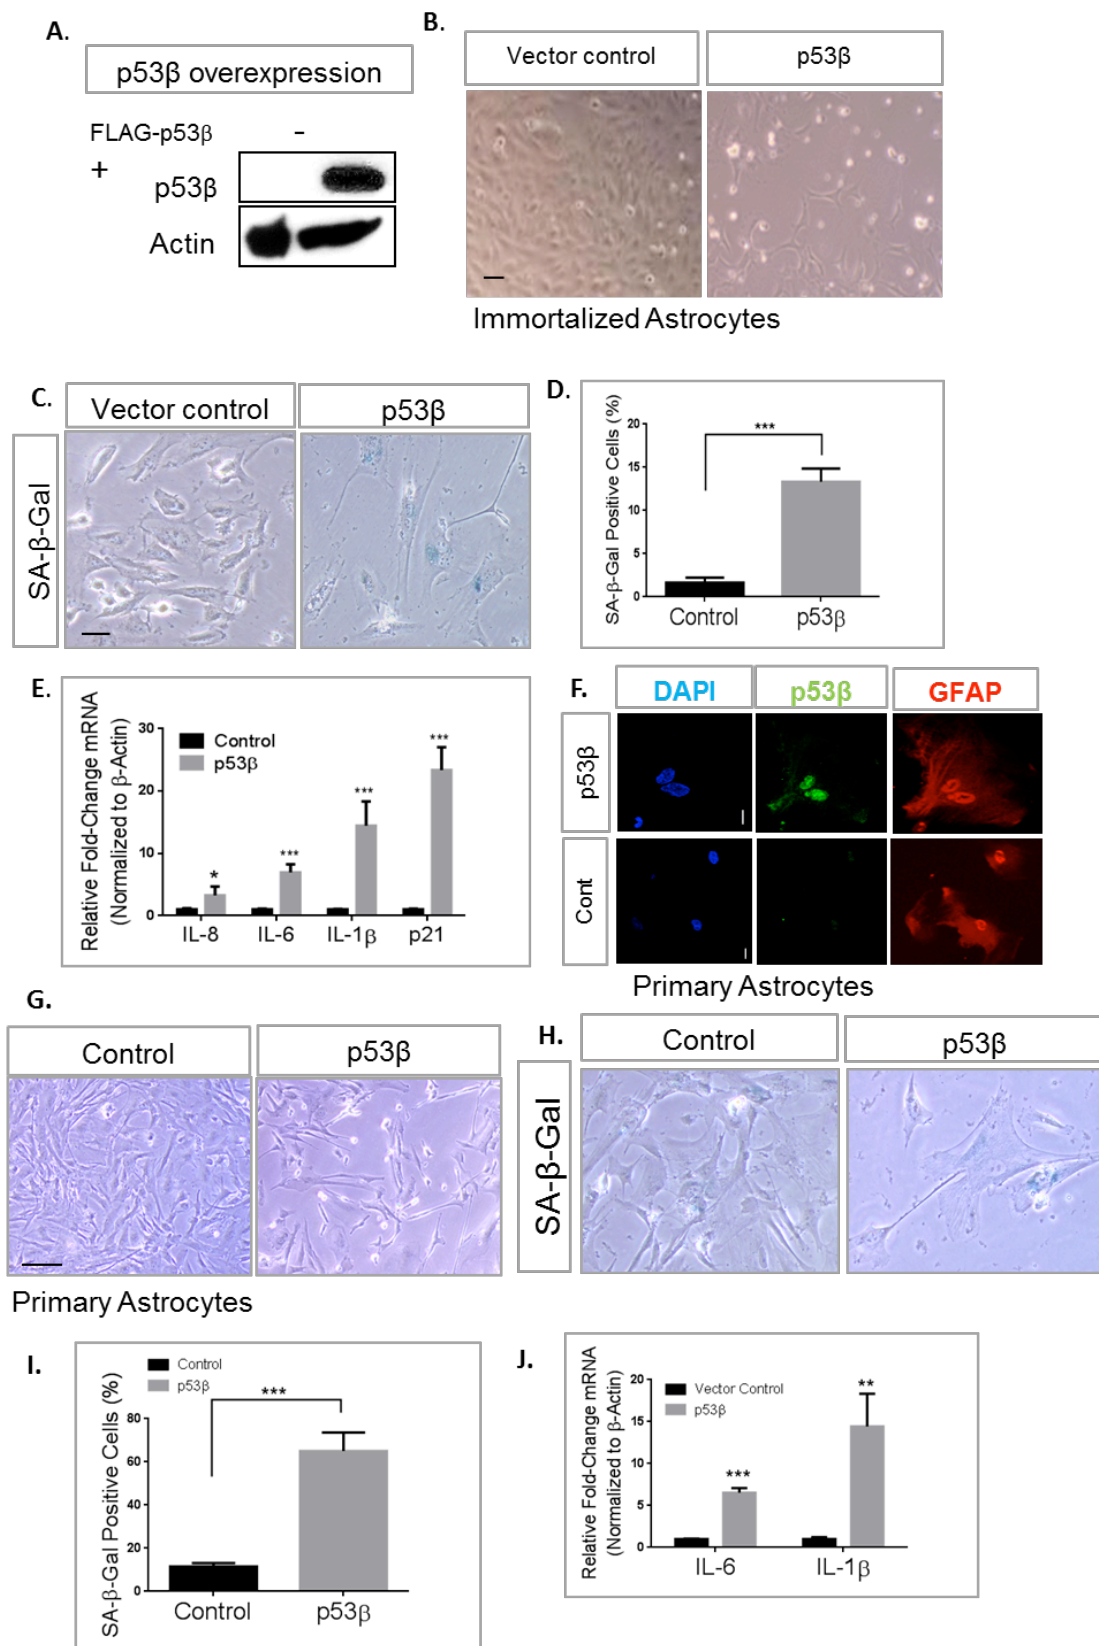 A.
p53β overexpression
FLAG-p53β - +
p53β
Actin
B.
Vector control p53β
Immortalized Astrocytes
C.
Vector control p53β
SA-β-Gal
D.
SA-β-Gal Positive Cells (%)
20
15
10
5
0
***
Control p53β
E.
Relative Fold-Change mRNA
(Normalized to β-Actin)
30
20
10
0
Control
p53β
* *** *** ***
IL-8 IL-6 IL-1β p21
F.
DAPI p53β GFAP
p53β
Cont
Primary Astrocytes
G.
Control p53β
Primary Astrocytes
H.
Control p53β
SA-β-Gal
I.
Control
p53β
SA-β-Gal Positive Cells (%)
80
60
40
20
0
***
Control p53β
J.
Relative Fold-Change mRNA
(Normalized to β-Actin)
20
15
10
5
0
Vector Control
p53β
*** **
IL-6 IL-1β